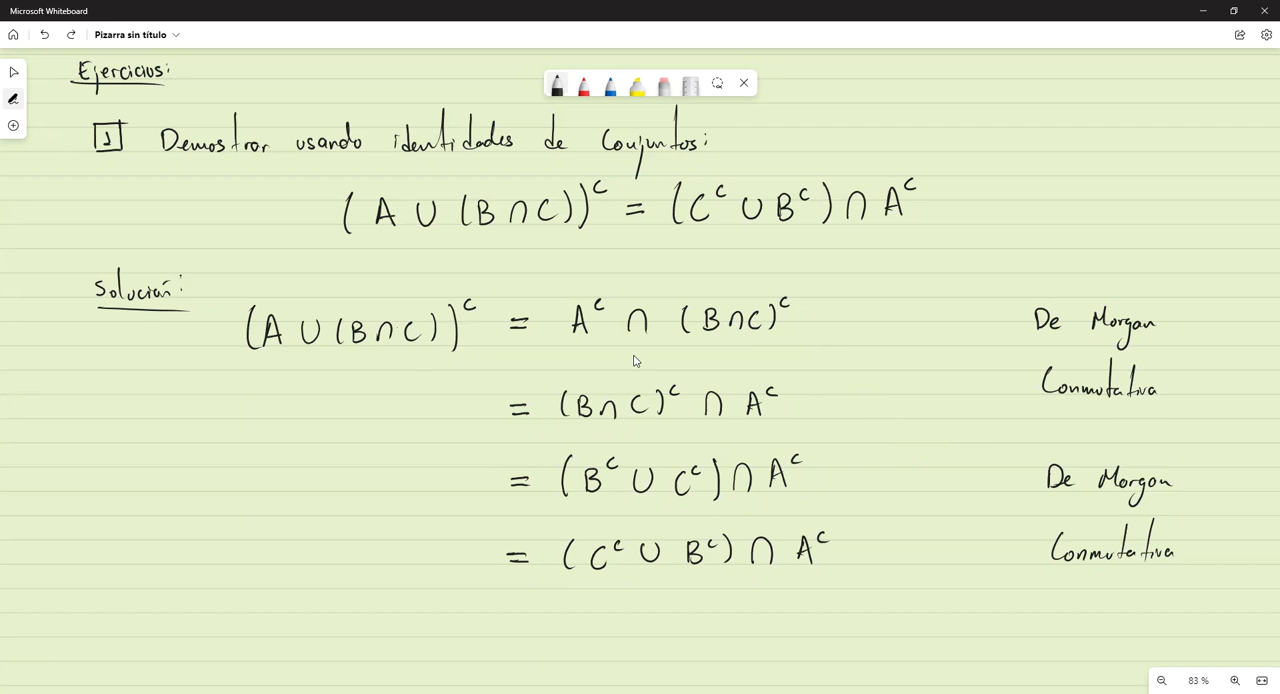 Microsoft Whiteboard
Pizarra sin título
Ejercicios:
1 Demostrar usando identidades de Conjuntos:
(A ∪ (B ∩ C))ᶜ = (Cᶜ ∪ Bᶜ) ∩ Aᶜ
Solución:
(A ∪ (B ∩ C))ᶜ = Aᶜ ∩ (B ∩ C)ᶜ De Morgan
= (B ∩ C)ᶜ ∩ Aᶜ Conmutativa
= (Bᶜ ∪ Cᶜ) ∩ Aᶜ De Morgan
= (Cᶜ ∪ Bᶜ) ∩ Aᶜ Conmutativa
83 %